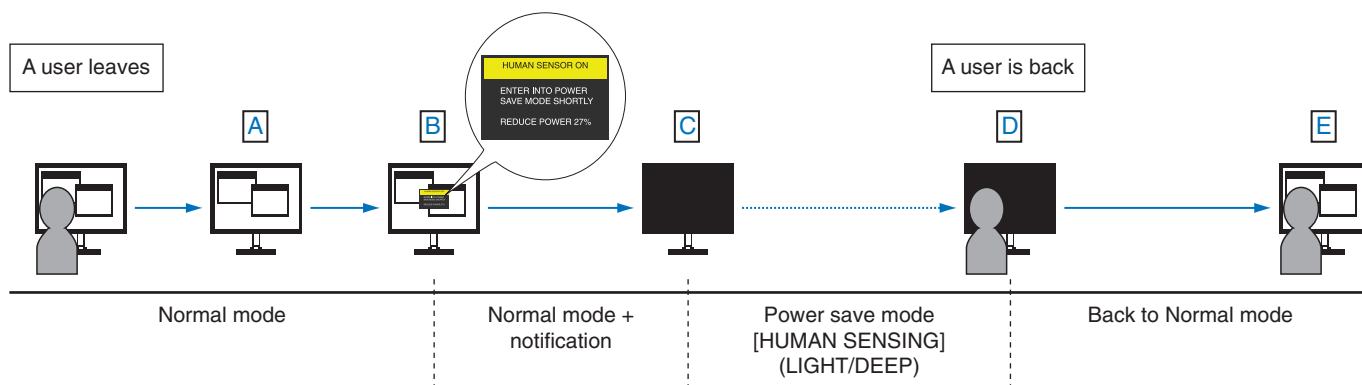 A user leaves
HUMAN SENSOR ON
ENTER INTO POWER
SAVE MODE SHORTLY
REDUCE POWER 27%
A user is back
A
B
C
D
E
Normal mode
Normal mode +
notification
Power save mode
[HUMAN SENSING]
(LIGHT/DEEP)
Back to Normal mode